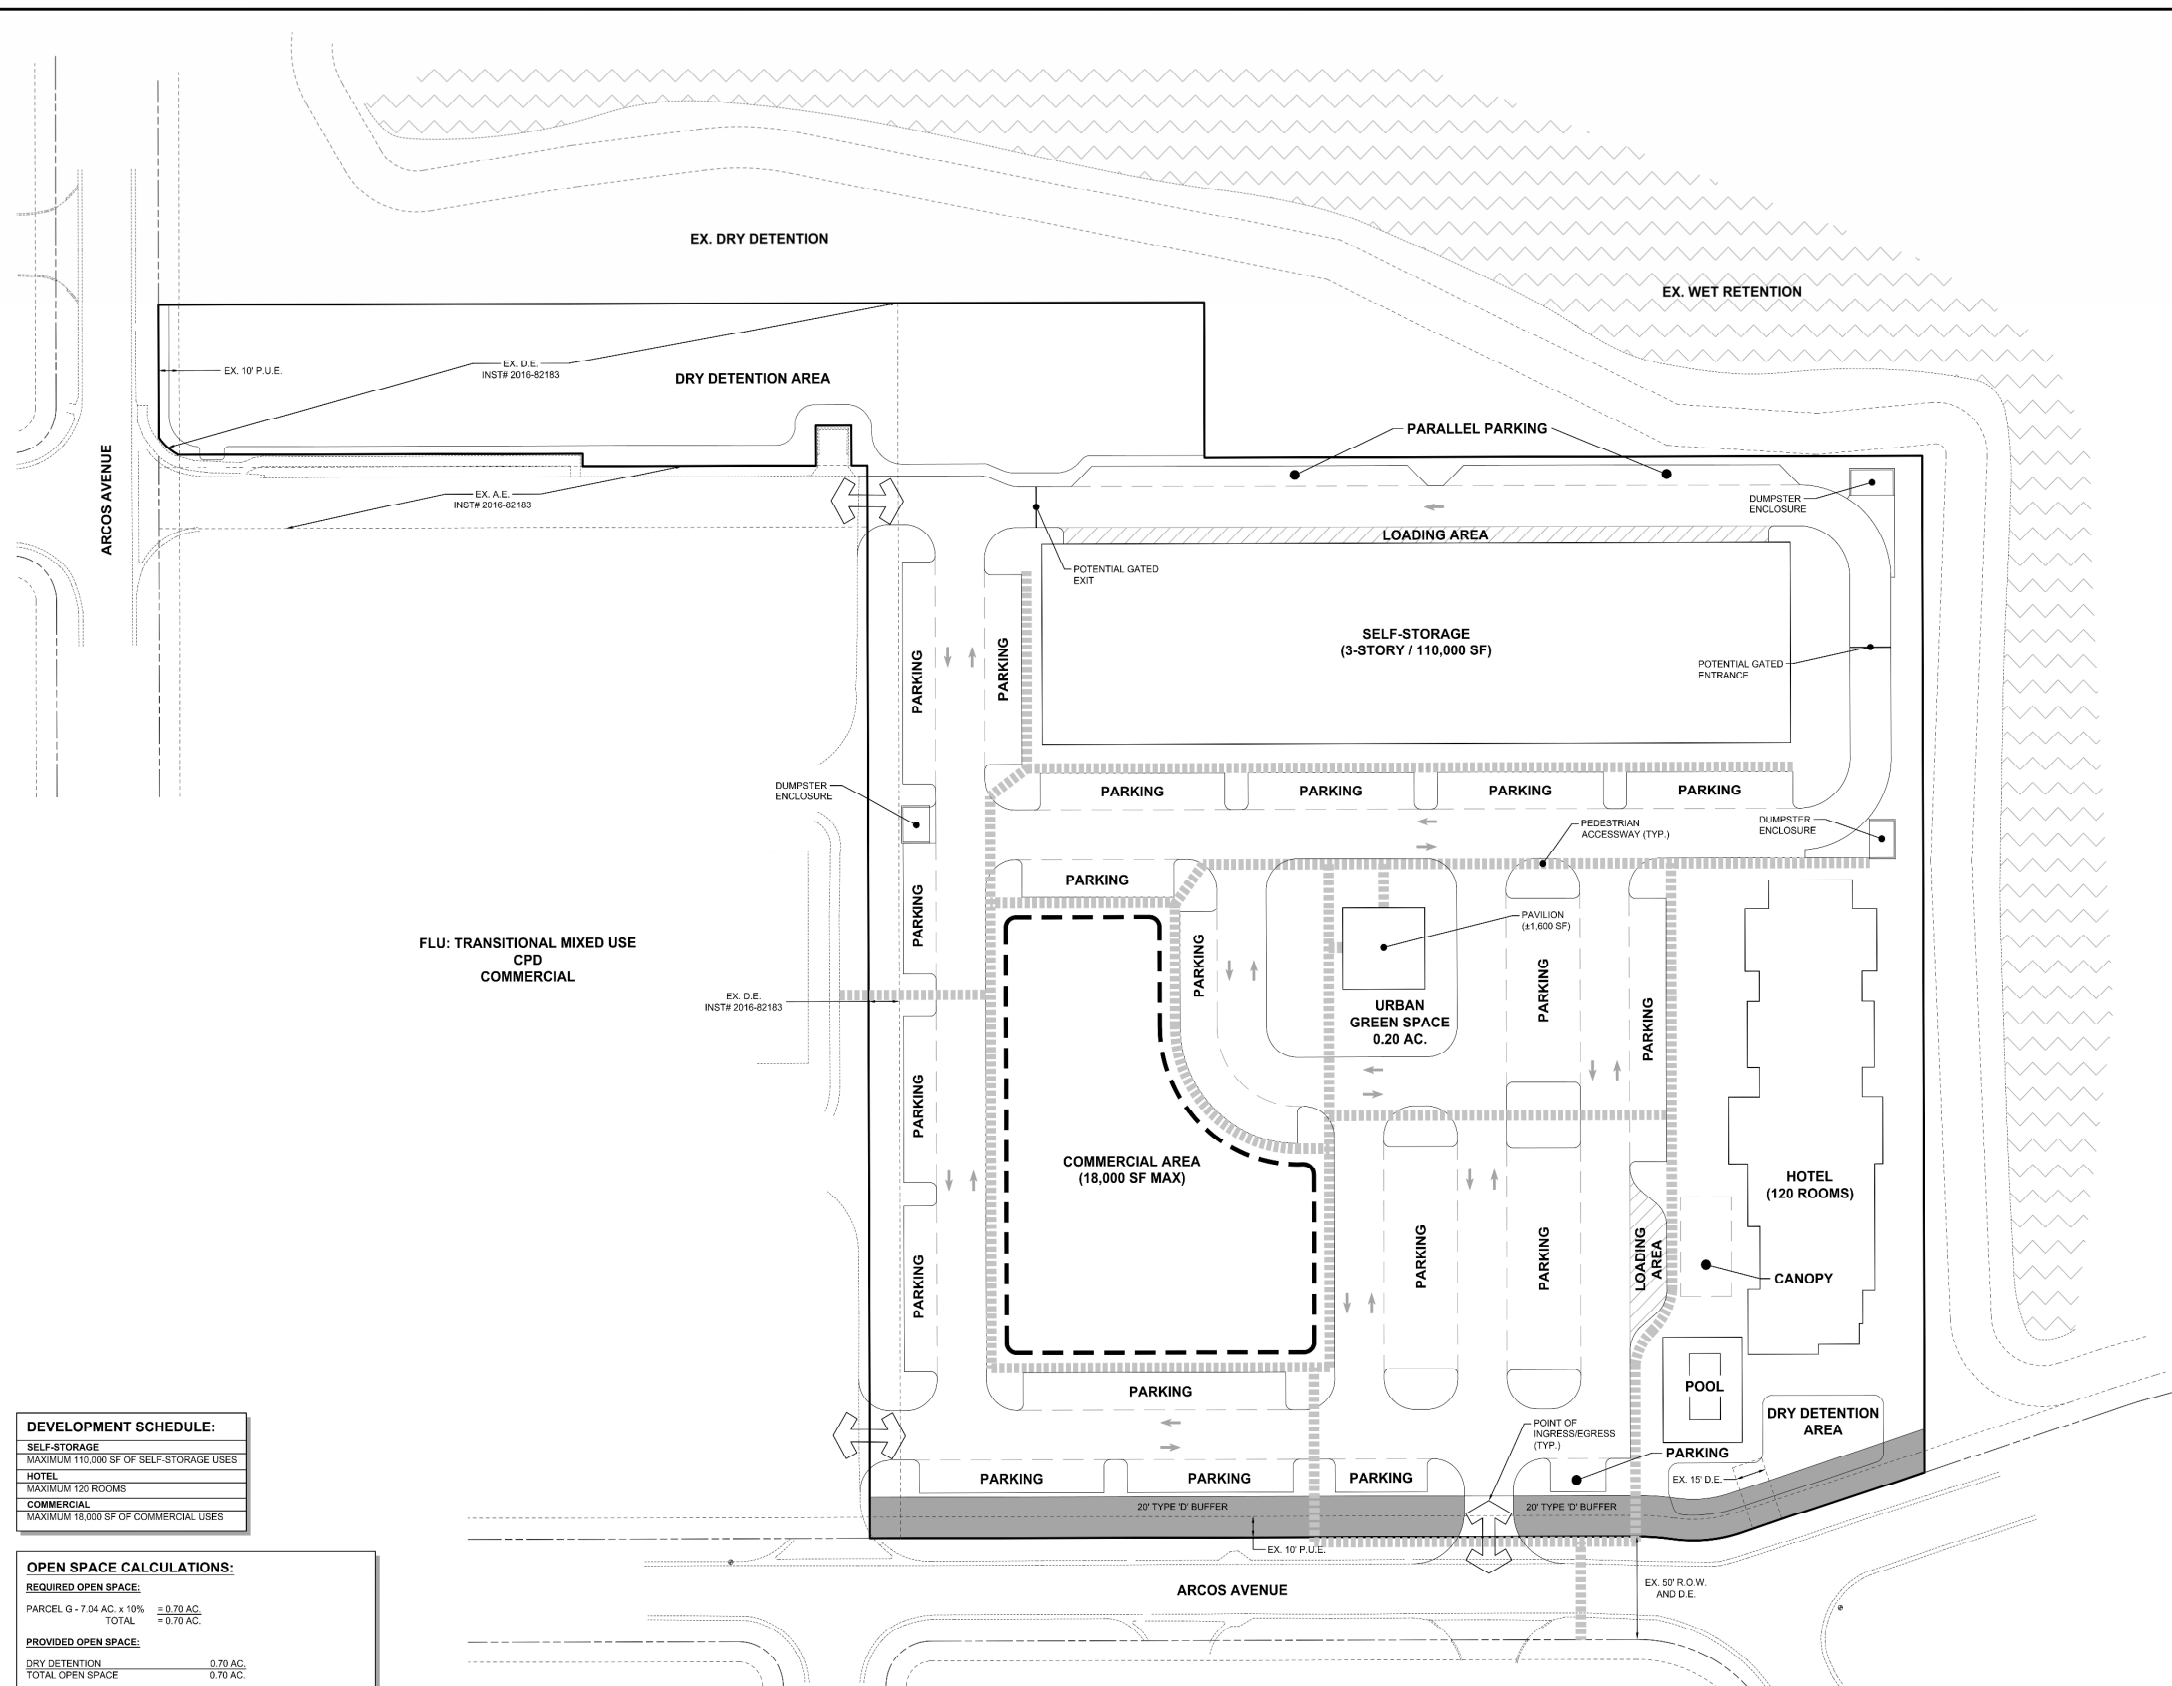 EX. DRY DETENTION
EX. WET RETENTION
EX. 10' P.U.E.
EX. D.E.
INST# 2016-82183
DRY DETENTION AREA
PARALLEL PARKING
ARCOS AVENUE
EX. A.E.
INST# 2016-82183
DUMPSTER
ENCLOSURE
LOADING AREA
POTENTIAL GATED
EXIT
SELF-STORAGE
(3-STORY / 110,000 SF)
POTENTIAL GATED
ENTRANCE
PARKING
PARKING
DUMPSTER
ENCLOSURE
PARKING
PARKING
PARKING
PARKING
PEDESTRIAN
ACCESSWAY (TYP.)
DUMPSTER
ENCLOSURE
PARKING
PARKING
PAVILION
(±1,600 SF)
FLU: TRANSITIONAL MIXED USE
CPD
COMMERCIAL
PARKING
PARKING
PARKING
EX. D.E.
INST# 2016-82183
URBAN
GREEN SPACE
0.20 AC.
PARKING
COMMERCIAL AREA
(18,000 SF MAX)
HOTEL
(120 ROOMS)
PARKING
PARKING
PARKING
LOADING
AREA
CANOPY
PARKING
POOL
DRY DETENTION
AREA
POINT OF
INGRESS/EGRESS
(TYP.)
PARKING
PARKING
PARKING
PARKING
EX. 15' D.E.
20' TYPE 'D' BUFFER
20' TYPE 'D' BUFFER
EX. 10' P.U.E.
ARCOS AVENUE
EX. 50' R.O.W.
AND D.E.
DEVELOPMENT SCHEDULE:
SELF-STORAGE
MAXIMUM 110,000 SF OF SELF-STORAGE USES
HOTEL
MAXIMUM 120 ROOMS
COMMERCIAL
MAXIMUM 18,000 SF OF COMMERCIAL USES
OPEN SPACE CALCULATIONS:
REQUIRED OPEN SPACE:
PARCEL G - 7.04 AC. x 10% = 0.70 AC.
TOTAL = 0.70 AC.
PROVIDED OPEN SPACE:
DRY DETENTION 0.70 AC.
TOTAL OPEN SPACE 0.70 AC.